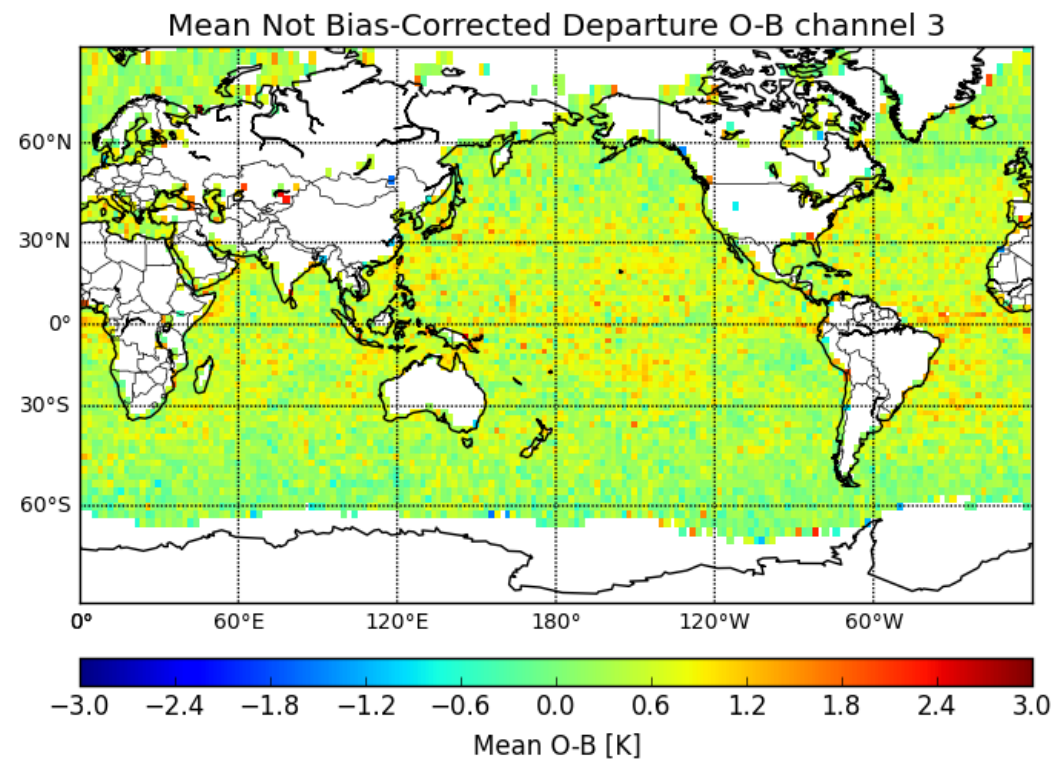 Mean Not Bias-Corrected Departure O-B channel 3
60°N
30°N
0°
30°S
60°S
0° 60°E 120°E 180° 120°W 60°W
−3.0 −2.4 −1.8 −1.2 −0.6 0.0 0.6 1.2 1.8 2.4 3.0
Mean O-B [K]